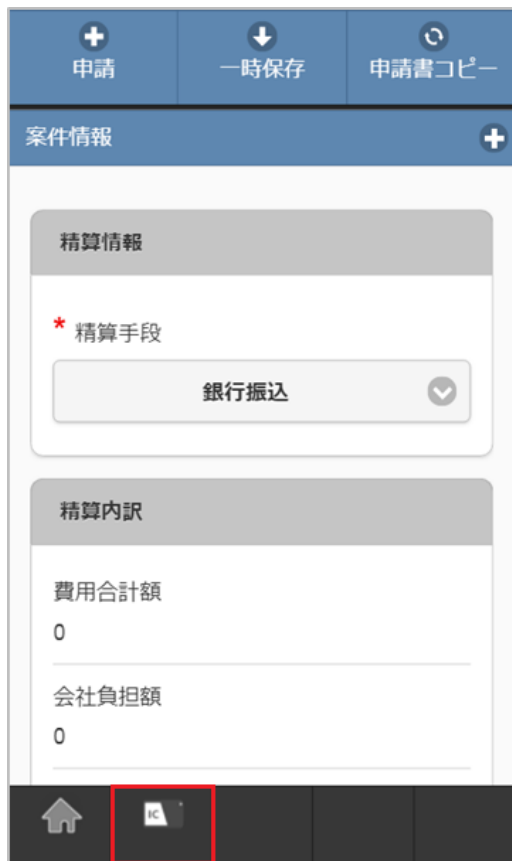 申請
一時保存
申請書コピー
案件情報
精算情報
* 精算手段
銀行振込
精算内訳
費用合計額
0
会社負担額
0
IC